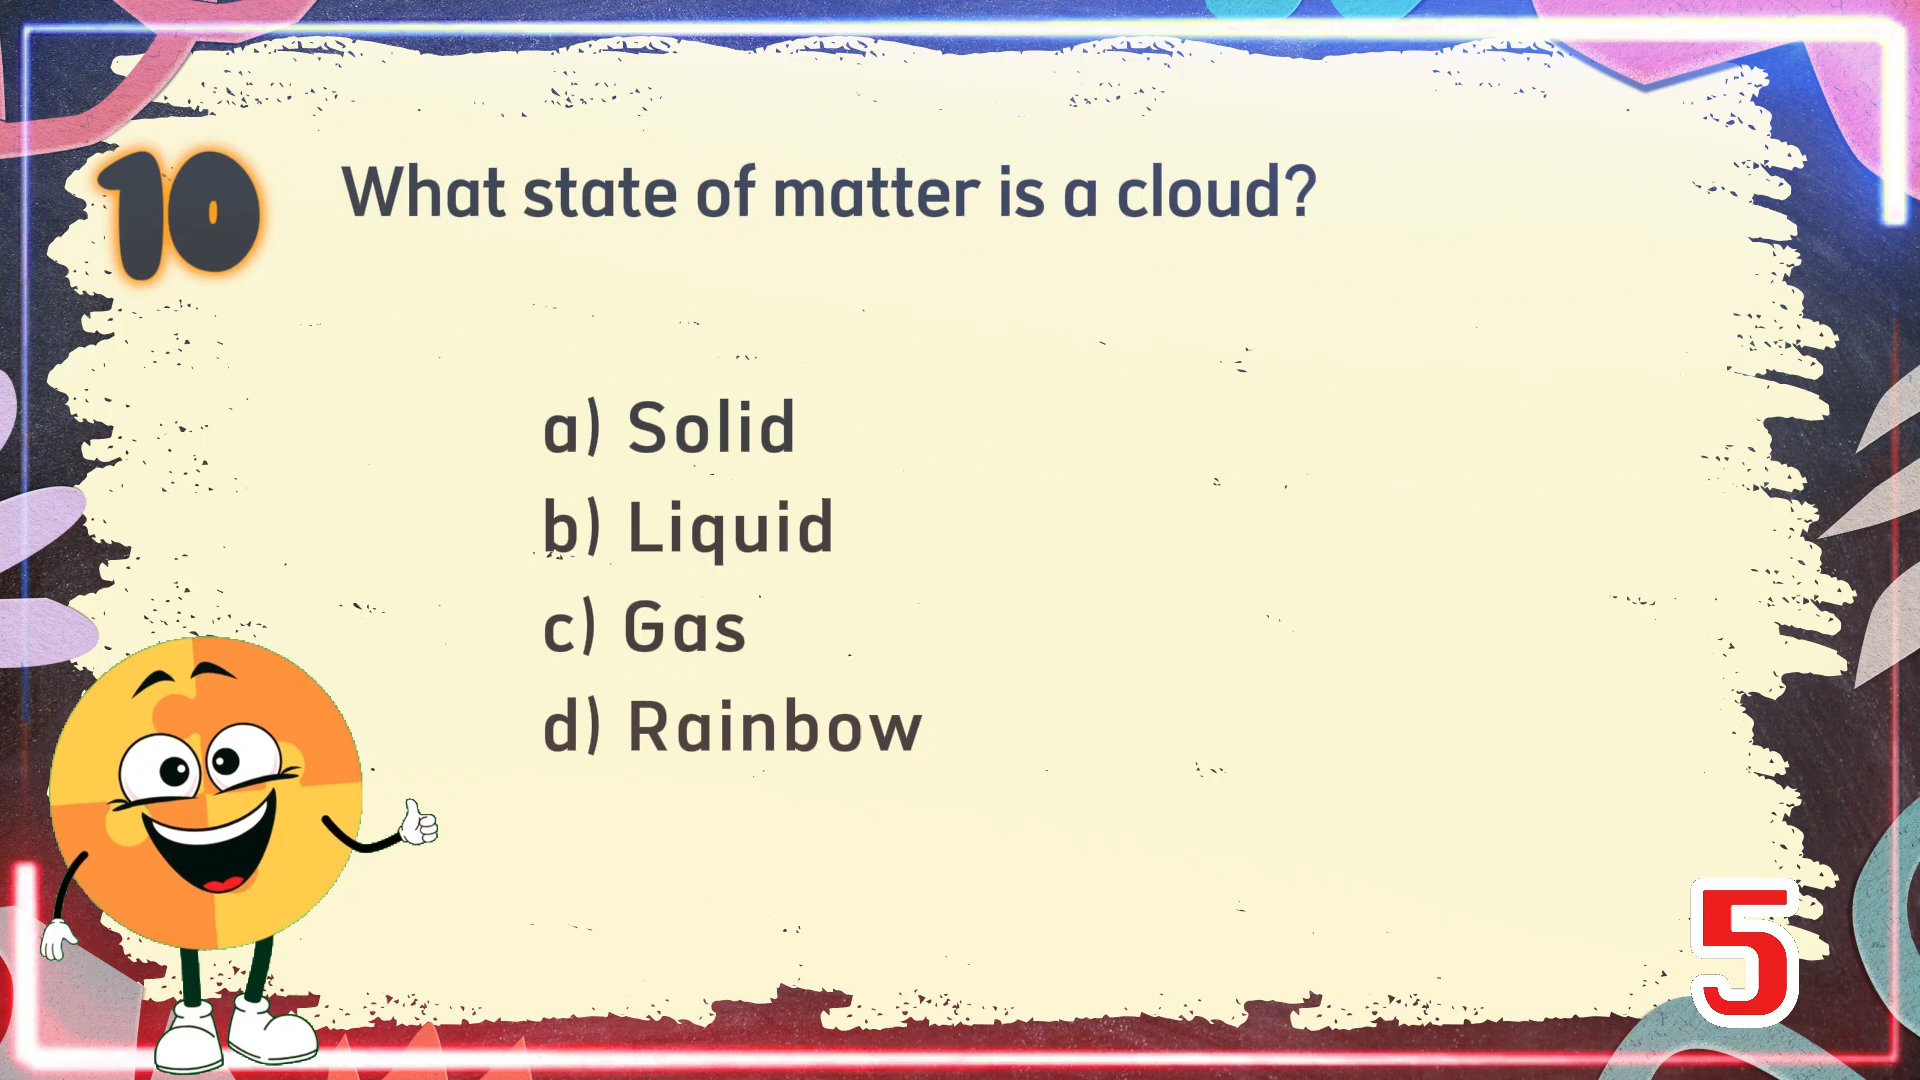 10
What state of matter is a cloud?
a) Solid
b) Liquid
c) Gas
d) Rainbow
5